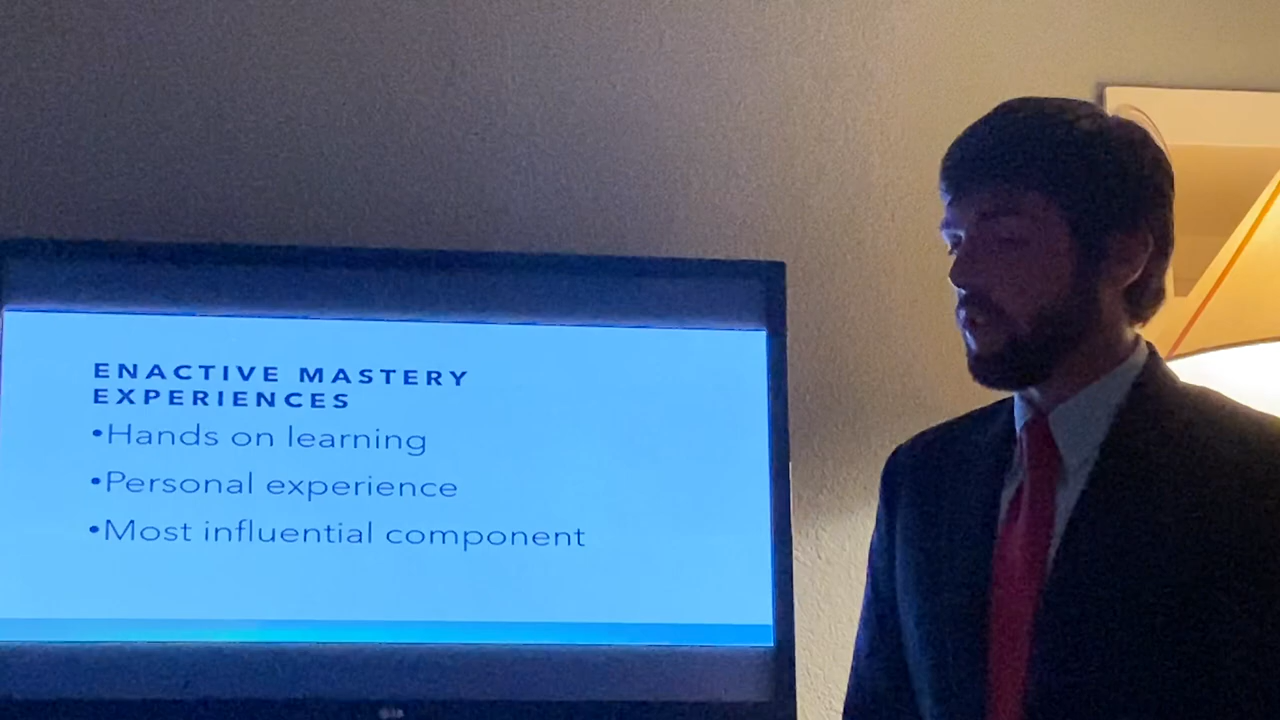 ENACTIVE MASTERY
EXPERIENCES
•Hands on learning
•Personal experience
•Most influential component